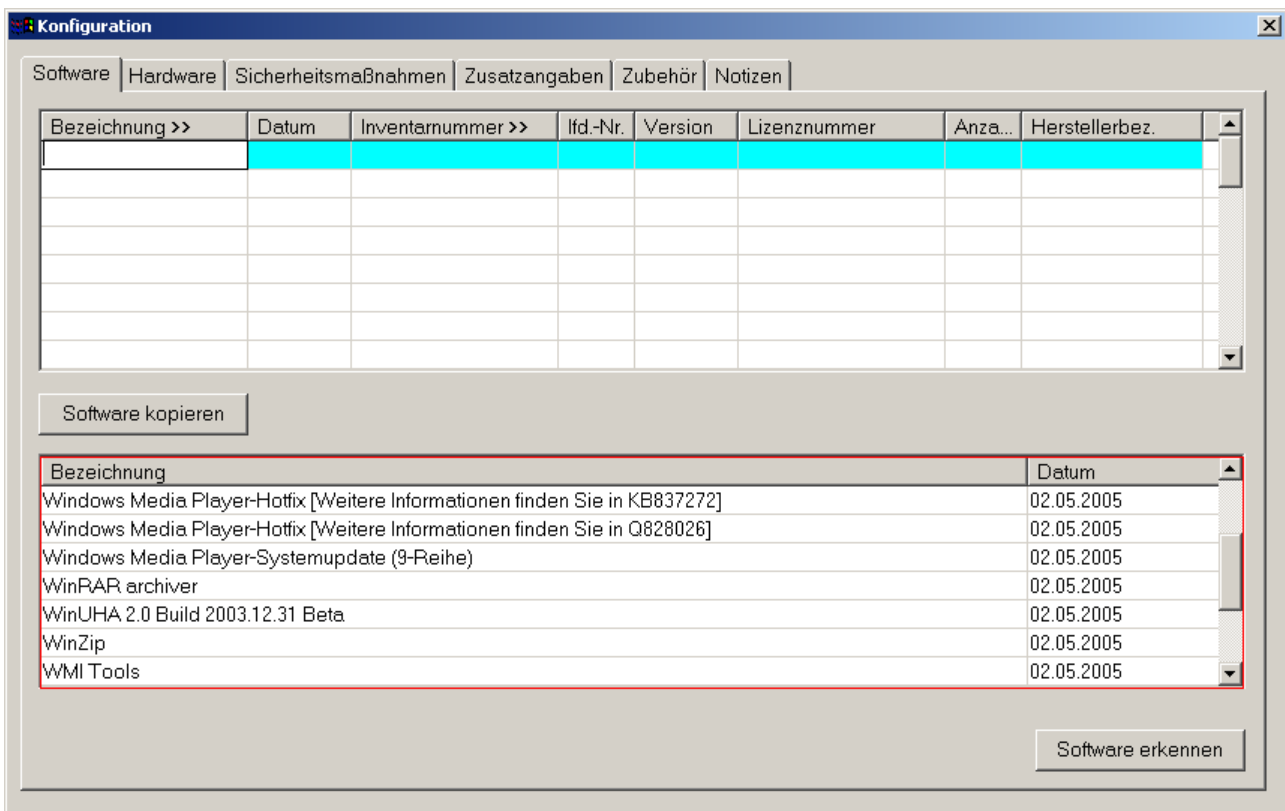 Konfiguration
Software Hardware Sicherheitsmaßnahmen Zusatzangaben Zubehör Notizen
Bezeichnung >> Datum Inventarnummer >> lfd.-Nr. Version Lizenznummer Anza... Herstellerbez.
Software kopieren
Bezeichnung Datum
Windows Media Player-Hotfix [Weitere Informationen finden Sie in KB837272] 02.05.2005
Windows Media Player-Hotfix [Weitere Informationen finden Sie in Q828026] 02.05.2005
Windows Media Player-Systemupdate (9-Reihe) 02.05.2005
WinRAR archiver 02.05.2005
WinUHA 2.0 Build 2003.12.31 Beta 02.05.2005
WinZip 02.05.2005
WMI Tools 02.05.2005
Software erkennen